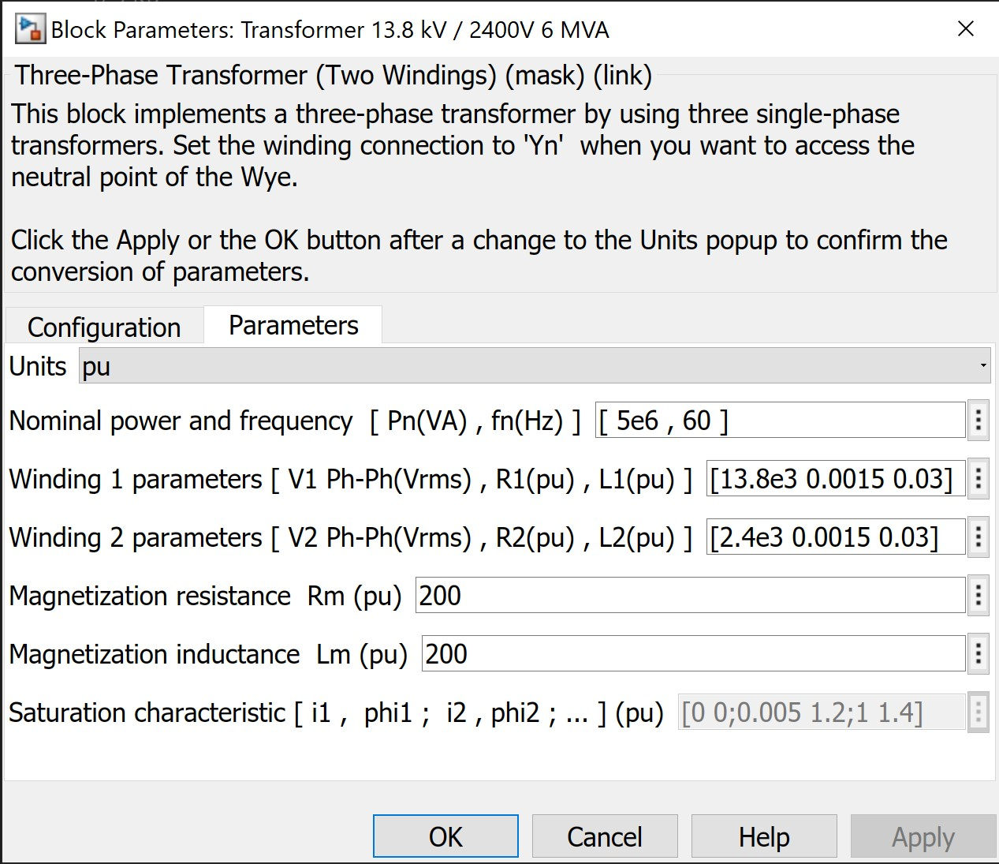 Block Parameters: Transformer 13.8 kV / 2400V 6 MVA
Three-Phase Transformer (Two Windings) (mask) (link)
This block implements a three-phase transformer by using three single-phase
transformers. Set the winding connection to 'Yn'  when you want to access the
neutral point of the Wye.
Click the Apply or the OK button after a change to the Units popup to confirm the
conversion of parameters.
Configuration Parameters
Units pu
Nominal power and frequency  [ Pn(VA) , fn(Hz) ] [ 5e6 , 60 ]
Winding 1 parameters [ V1 Ph-Ph(Vrms) , R1(pu) , L1(pu) ] [13.8e3 0.0015 0.03]
Winding 2 parameters [ V2 Ph-Ph(Vrms) , R2(pu) , L2(pu) ] [2.4e3 0.0015 0.03]
Magnetization resistance  Rm (pu) 200
Magnetization inductance  Lm (pu) 200
Saturation characteristic [ i1 ,  phi1 ;  i2 , phi2 ; ... ] (pu) [0 0;0.005 1.2;1 1.4]
OK Cancel Help Apply